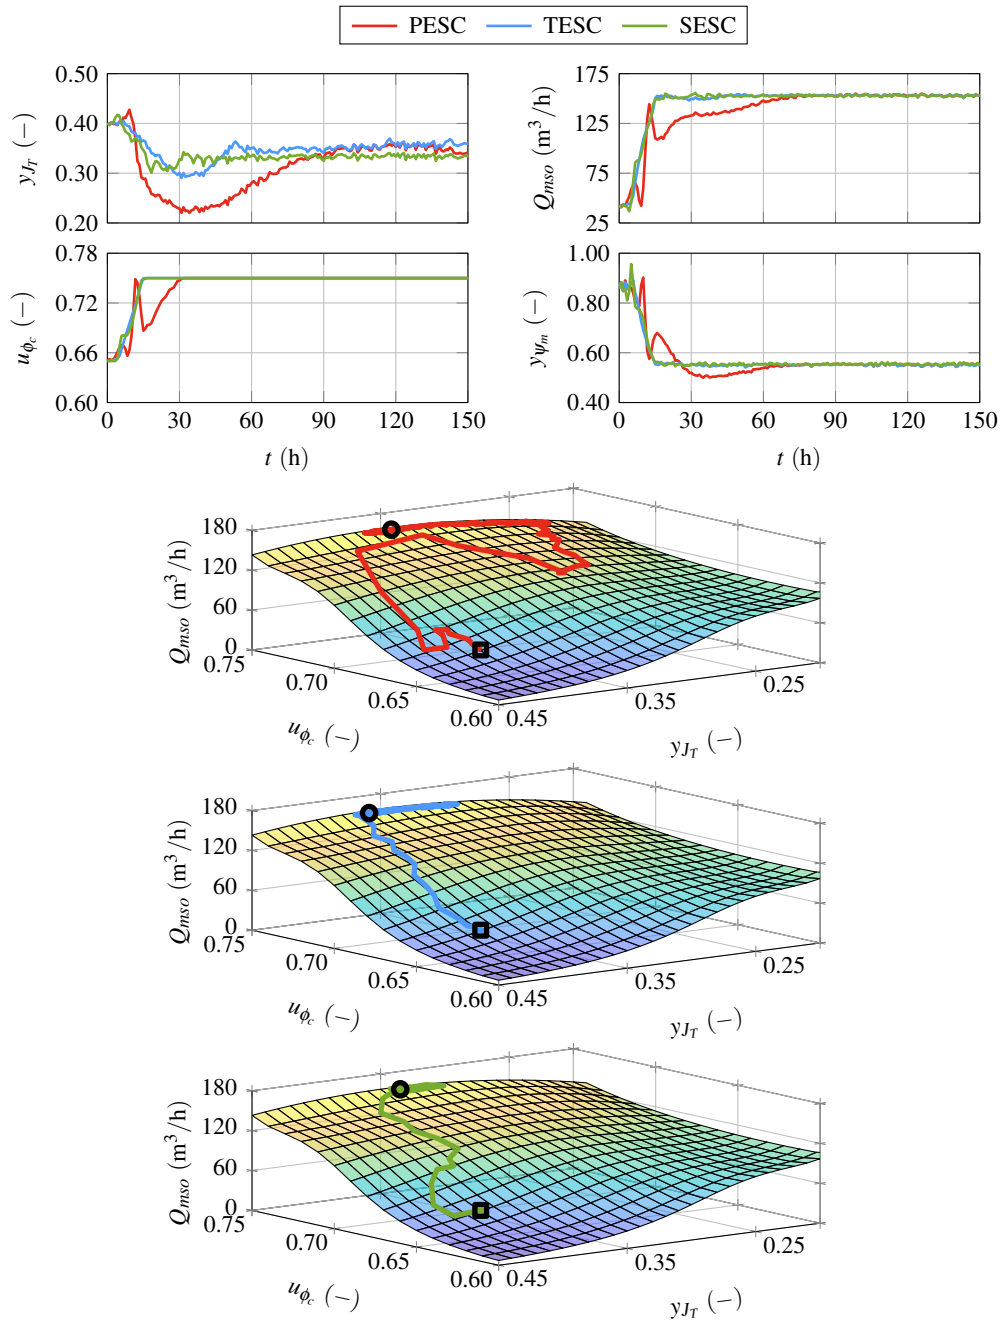 PESC TESC SESC
0.50
0.40
0.30
0.20
y_{J_T} (−)
175
125
75
25
Q_{mso} (m³/h)
0.78
0.72
0.66
0.60
u_{ϕ_c} (−)
0 30 60 90 120 150
t (h)
1.00
0.80
0.60
0.40
y_{Ψ_m} (−)
0 30 60 90 120 150
t (h)
180
120
60
0
Q_{mso} (m³/h)
0.75
0.70
0.65
0.60
u_{ϕ_c} (−)
0.45
0.35
0.25
y_{J_T} (−)
180
120
60
0
Q_{mso} (m³/h)
0.75
0.70
0.65
0.60
u_{ϕ_c} (−)
0.45
0.35
0.25
y_{J_T} (−)
180
120
60
0
Q_{mso} (m³/h)
0.75
0.70
0.65
0.60
u_{ϕ_c} (−)
0.45
0.35
0.25
y_{J_T} (−)